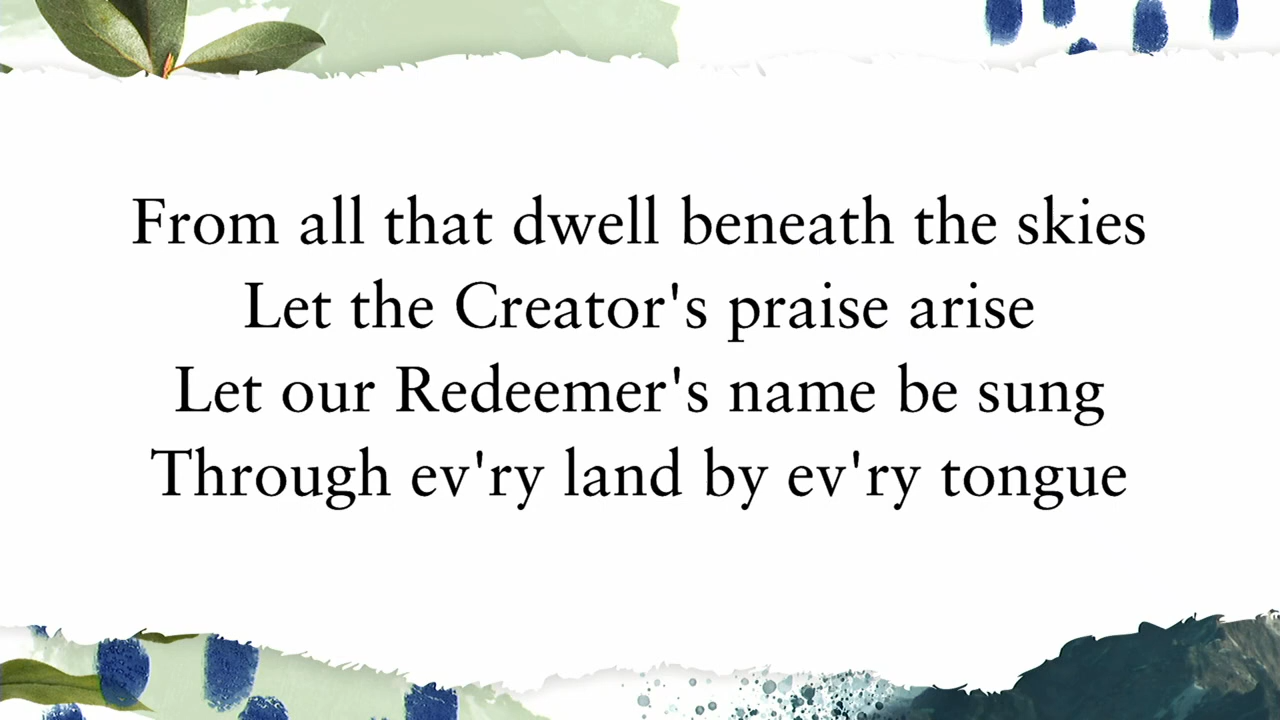 From all that dwell beneath the skies
Let the Creator's praise arise
Let our Redeemer's name be sung
Through ev'ry land by ev'ry tongue